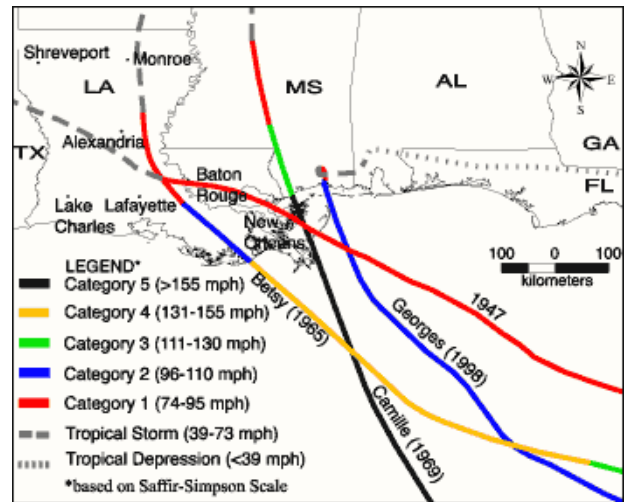 Shreveport
Monroe
LA
MS
AL
N
W
E
S
GA
TX
Alexandria
FL
Baton
Rouge
Lake
Charles
Lafayette
New
Orleans
100 0 100
kilometers
1947
Georges (1998)
Betsy (1965)
Camille (1969)
LEGEND*
Category 5 (>155 mph)
Category 4 (131-155 mph)
Category 3 (111-130 mph)
Category 2 (96-110 mph)
Category 1 (74-95 mph)
Tropical Storm (39-73 mph)
Tropical Depression (<39 mph)
*based on Saffir-Simpson Scale